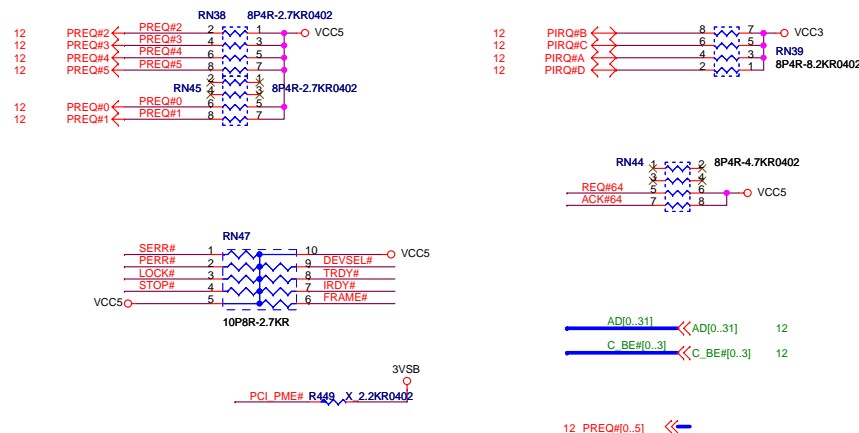 RN38 8P4R-2.7KR0402
12 PREQ#2 PREQ#2 2 1 VCC5
12 PREQ#3 PREQ#3 4 3
12 PREQ#4 PREQ#4 6 5
12 PREQ#5 PREQ#5 8 7
RN45 2 1 8P4R-2.7KR0402
4 3
12 PREQ#0 PREQ#0 6 5
12 PREQ#1 PREQ#1 8 7
12 PIRQ#B 8 7 VCC3
12 PIRQ#C 6 5 RN39
12 PIRQ#A 4 3 8P4R-8.2KR0402
12 PIRQ#D 2 1
RN44 1 2 8P4R-4.7KR0402
3 4
REQ#64 5 6 VCC5
ACK#64 7 8
RN47
SERR# 1 10 VCC5
PERR# 2 9 DEVSEL#
LOCK# 3 8 TRDY#
STOP# 4 7 IRDY#
VCC5 5 6 FRAME#
10P8R-2.7KR
AD[0..31] AD[0..31] 12
C_BE#[0..3] C_BE#[0..3] 12
3VSB
PCI_PME# R449 X_2.2KR0402
12 PREQ#[0..5]